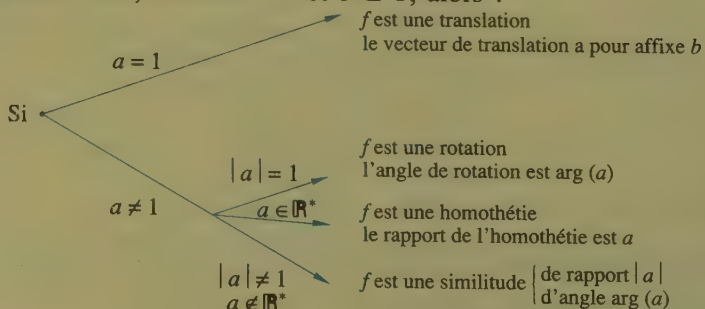 f est une translation
le vecteur de translation a pour affixe b
a = 1
Si
f est une rotation
|a| = 1
l'angle de rotation est arg (a)
a ≠ 1
a ∈ ℝ*
f est une homothétie
le rapport de l'homothétie est a
|a| ≠ 1
a ∉ ℝ*
f est une similitude { de rapport |a|
d'angle arg (a)